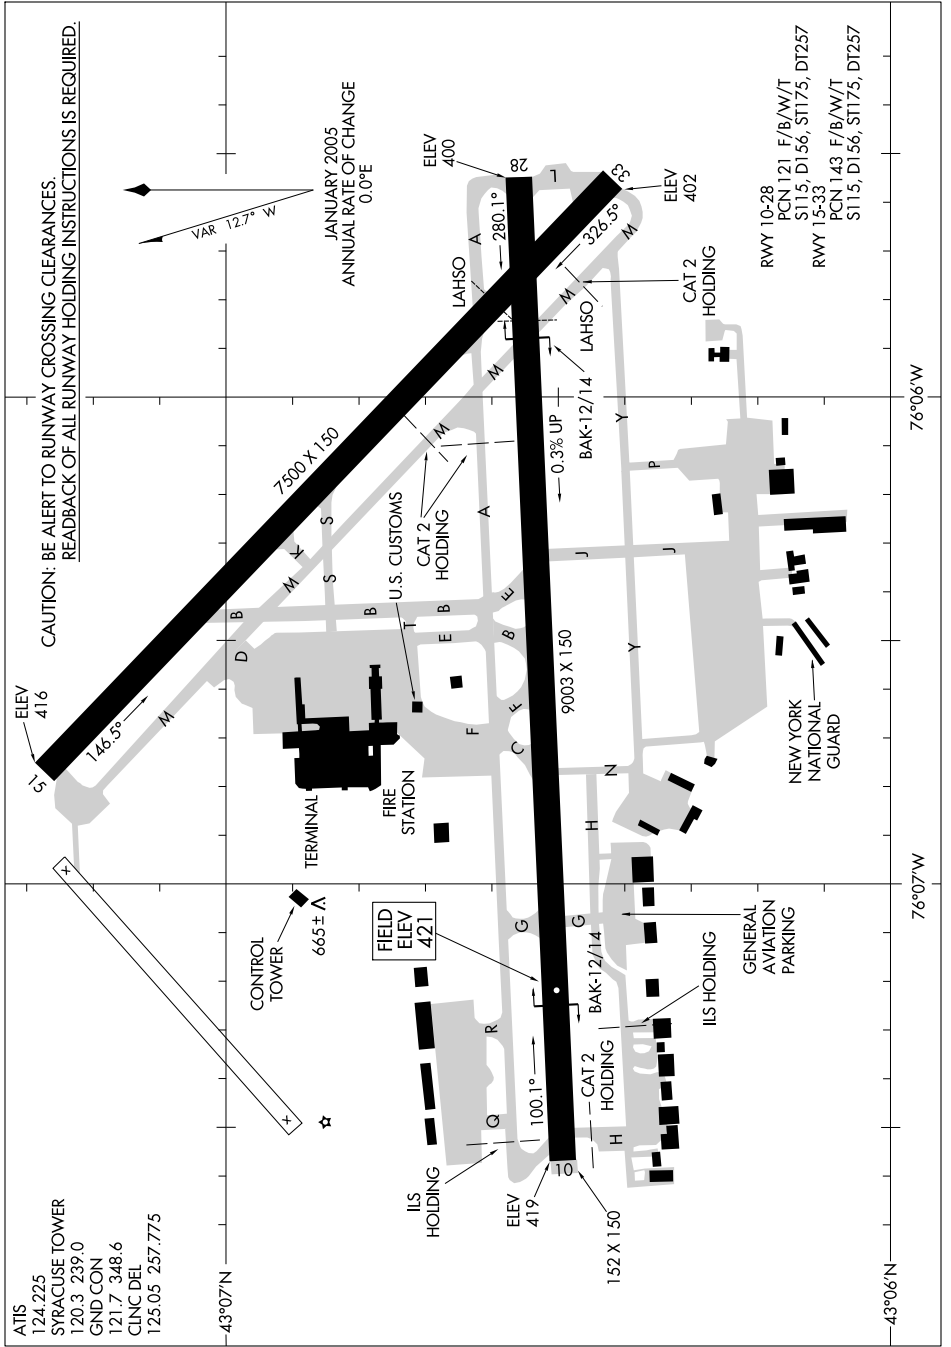 ATIS
124.225
SYRACUSE TOWER
120.3 239.0
GND CON
121.7 348.6
CLNC DEL
125.05 257.775
CAUTION: BE ALERT TO RUNWAY CROSSING CLEARANCES.
READBACK OF ALL RUNWAY HOLDING INSTRUCTIONS IS REQUIRED.
VAR 12.7° W
JANUARY 2005
ANNUAL RATE OF CHANGE
0.0°E
43°07'N
43°06'N
76°07'W
76°06'W
ELEV
416
15
146.5°
7500 X 150
M
D
B
M
K
S
S
B
T
B
E
E
B
M
M
M
M
U.S. CUSTOMS
CAT 2
HOLDING
LAHSO
A
A
280.1°
ELEV
400
28
L
33
ELEV
402
326.5°
CAT 2
HOLDING
LAHSO
BAK-12/14
0.3% UP
Y
P
J
J
Y
9003 X 150
F
F
C
N
H
TERMINAL
FIRE
STATION
CONTROL
TOWER
665±
FIELD
ELEV
421
G
G
BAK-12/14
R
Q
100.1°
CAT 2
HOLDING
H
ILS
HOLDING
ELEV
419
10
152 X 150
ILS HOLDING
GENERAL
AVIATION
PARKING
NEW YORK
NATIONAL
GUARD
x
x
RWY 10-28
PCN 121 F/B/W/T
S115, D156, ST175, DT257
RWY 15-33
PCN 143 F/B/W/T
S115, D156, ST175, DT257